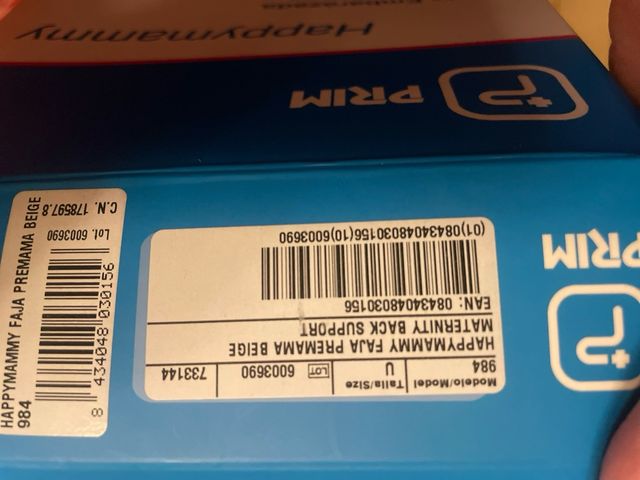 Embarazada
Happymammy
PRIM
PRIM
Modelo/Model
984
Talla/Size
U
LOT
6003690
733144
HAPPYMAMMY FAJA PREMAMA BEIGE
MATERNITY BACK SUPPORT
EAN: 08434048030156
(01)08434048030156(10)6003690
HAPPYMAMMY FAJA PREMAMA BEIGE
984
8 434048 030156
Lot. 6003690
C.N. 178597.8